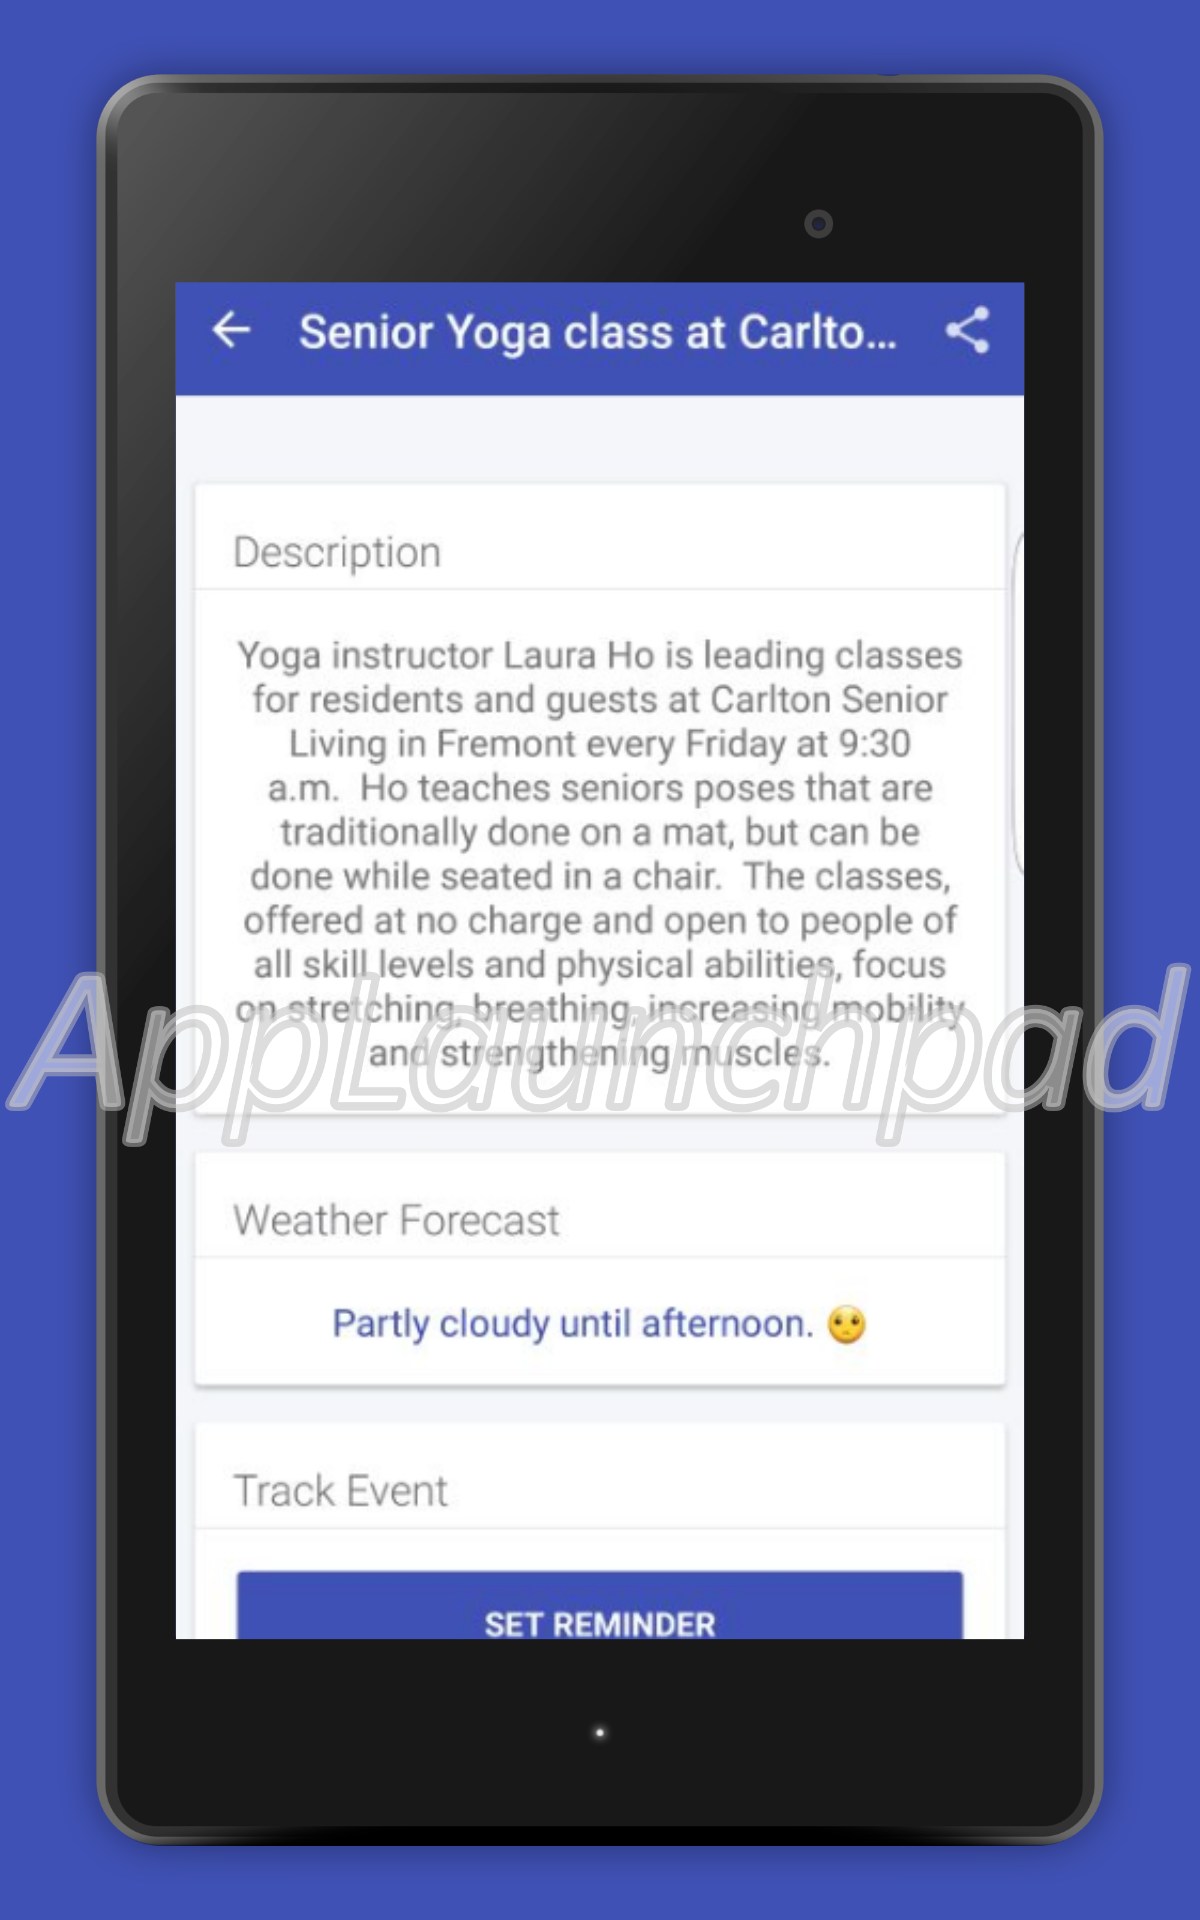 Senior Yoga class at Carlto...
Description
Yoga instructor Laura Ho is leading classes
for residents and guests at Carlton Senior
Living in Fremont every Friday at 9:30
a.m.  Ho teaches seniors poses that are
traditionally done on a mat, but can be
done while seated in a chair.  The classes,
offered at no charge and open to people of
all skill levels and physical abilities, focus
on stretching, breathing, increasing mobility
and strengthening muscles.
AppLaunchpad
Weather Forecast
Partly cloudy until afternoon. 😶
Track Event
SET REMINDER